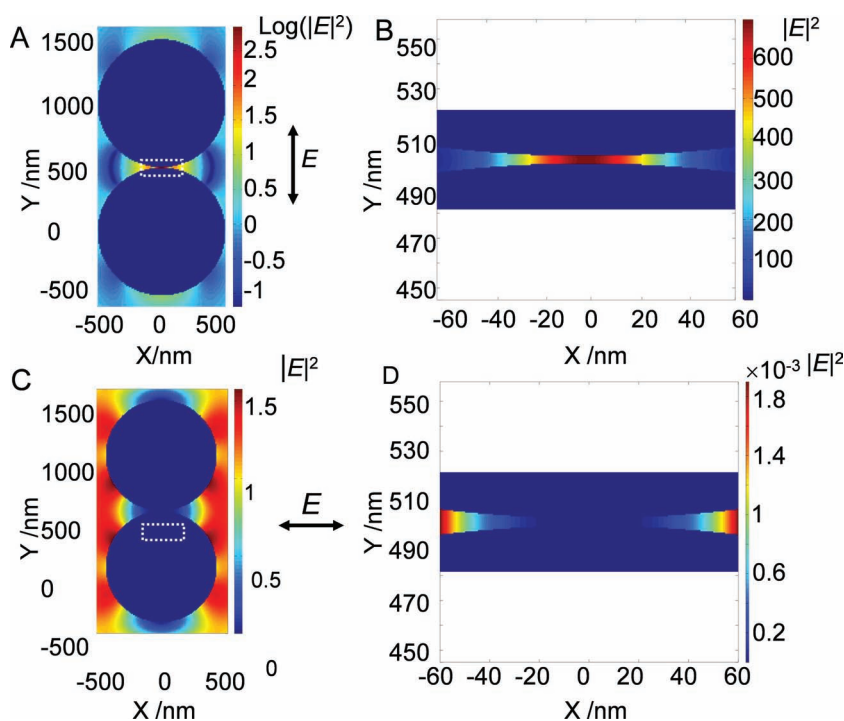 A
Log(|E|²)
1500
1000
500
0
-500
Y /nm
-500 0 500
X/nm
2.5
2
1.5
1
0.5
0
-0.5
-1
E
B
|E|²
550
530
510
490
470
450
Y /nm
-60 -40 -20 0 20 40 60
X /nm
600
500
400
300
200
100
C
|E|²
1500
1000
500
0
-500
Y /nm
-500 0 500
X/nm
1.5
1
0.5
0
E
D
×10⁻³ |E|²
550
530
510
490
470
450
Y /nm
-60 -40 -20 0 20 40 60
X /nm
1.8
1.4
1
0.6
0.2